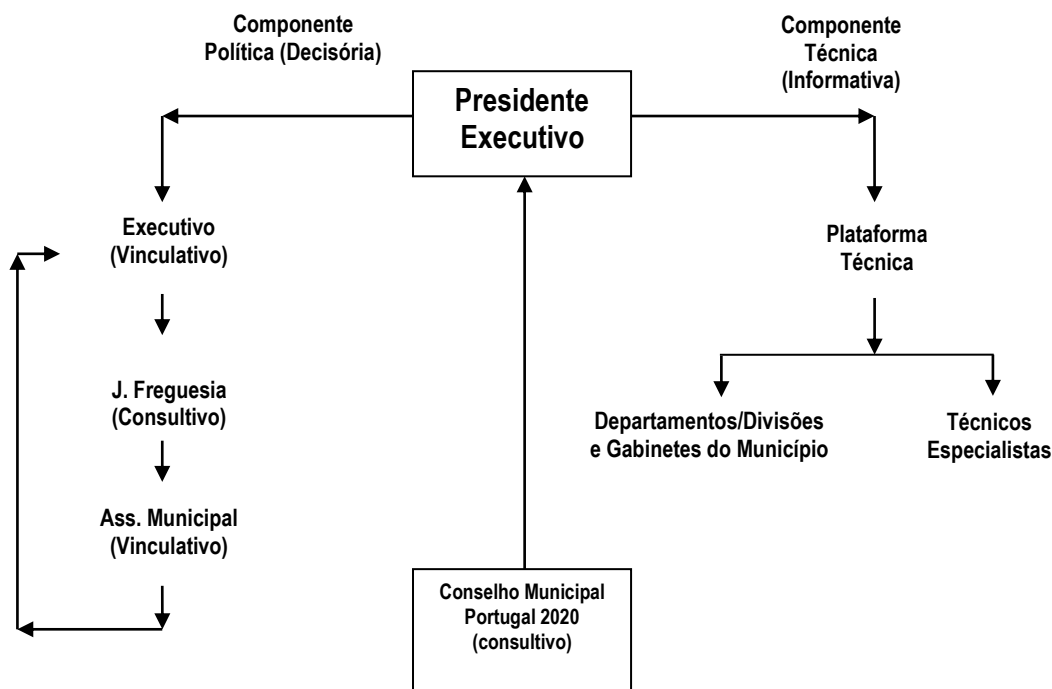 Componente
Política (Decisória)
Componente
Técnica
(Informativa)
Presidente
Executivo
Executivo
(Vinculativo)
Plataforma
Técnica
J. Freguesia
(Consultivo)
Departamentos/Divisões
e Gabinetes do Município
Técnicos
Especialistas
Ass. Municipal
(Vinculativo)
Conselho Municipal
Portugal 2020
(consultivo)